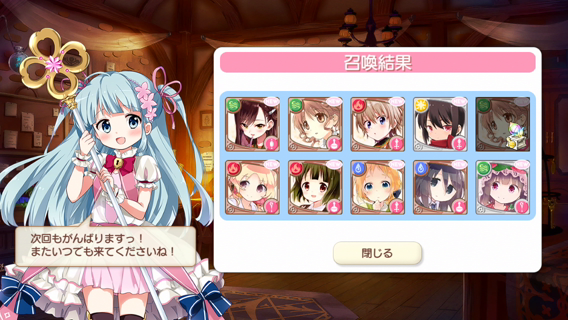 召喚結果
次回もがんばりますっ！
またいつでも来てくださいね！
閉じる